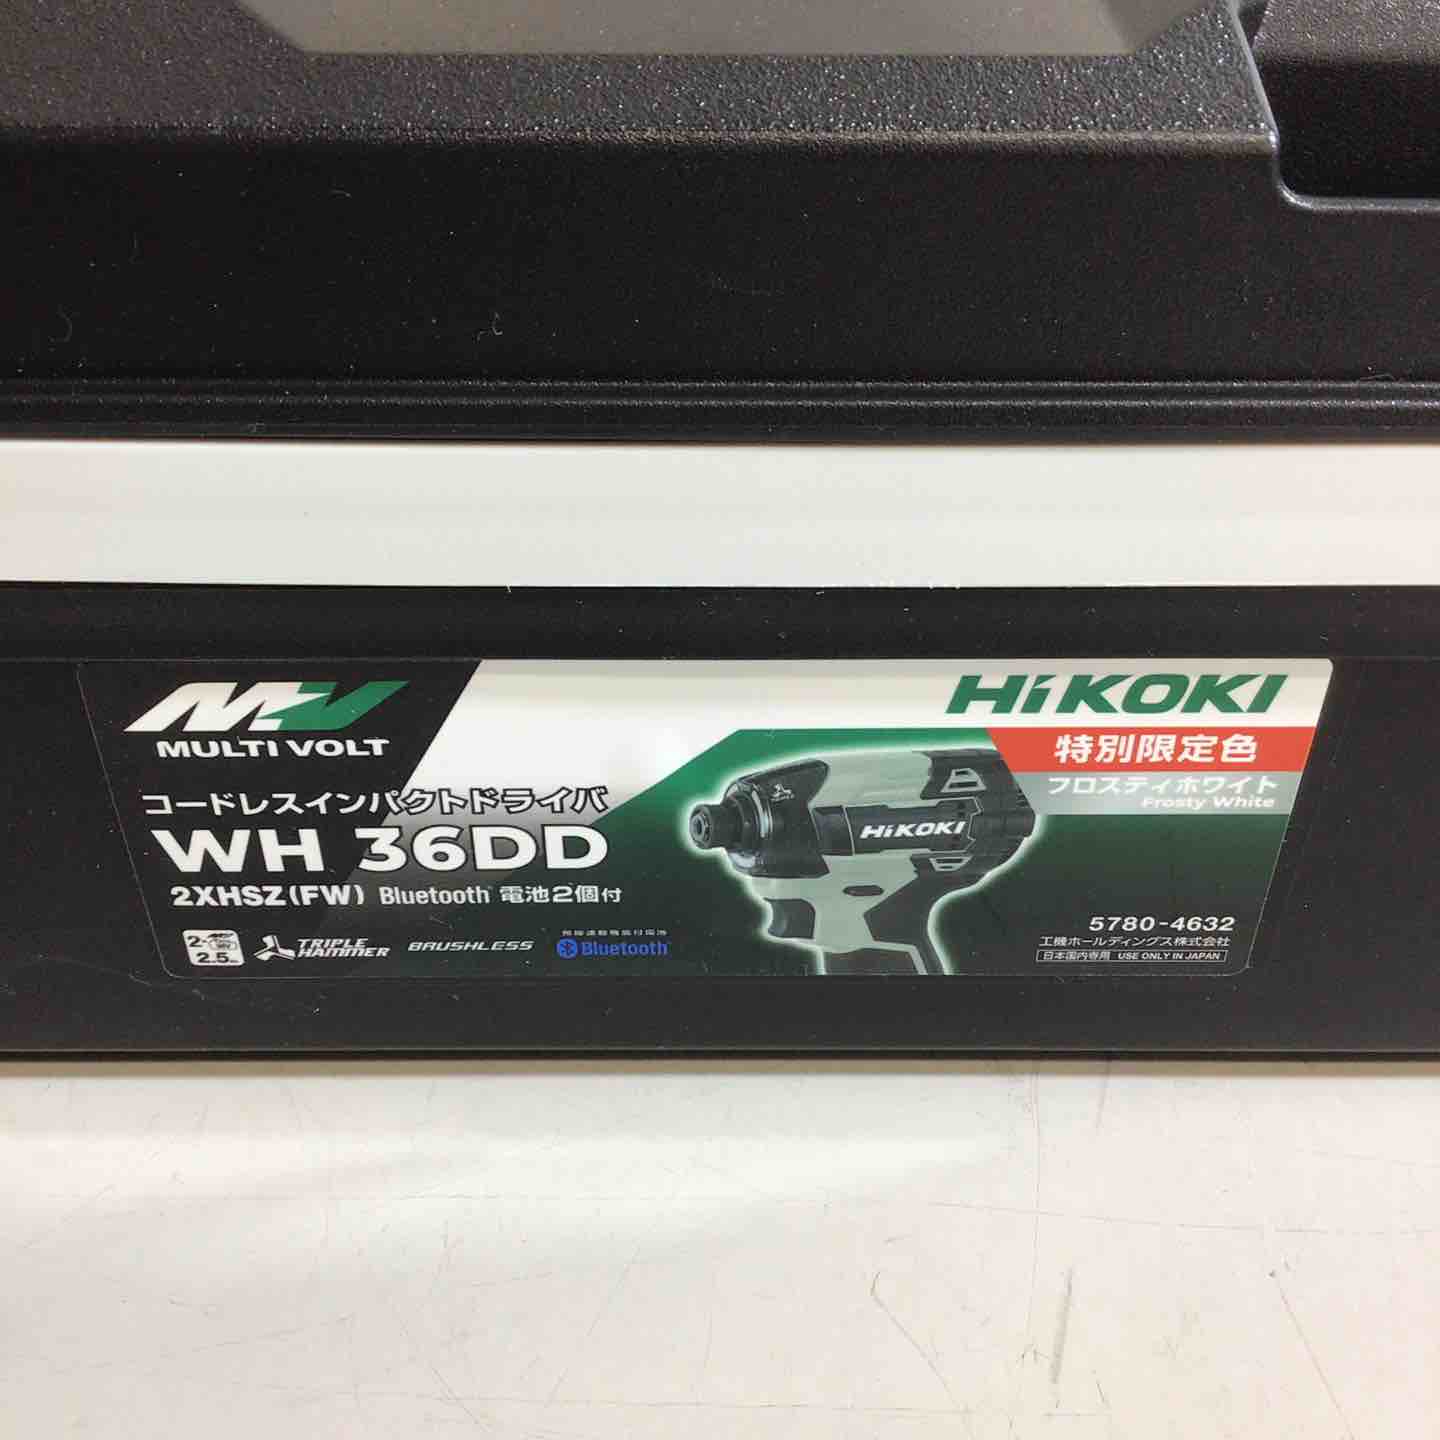 MV
MULTI VOLT
HiKOKI
特別限定色
フロスティホワイト
Frosty White
コードレスインパクトドライバ
WH 36DD
2XHSZ(FW) Bluetooth 電池2個付
HiKOKI
2.5
TRIPLE HAMMER
BRUSHLESS
Bluetooth
5780-4632
工機ホールディングス株式会社
日本国内専用 USE ONLY IN JAPAN